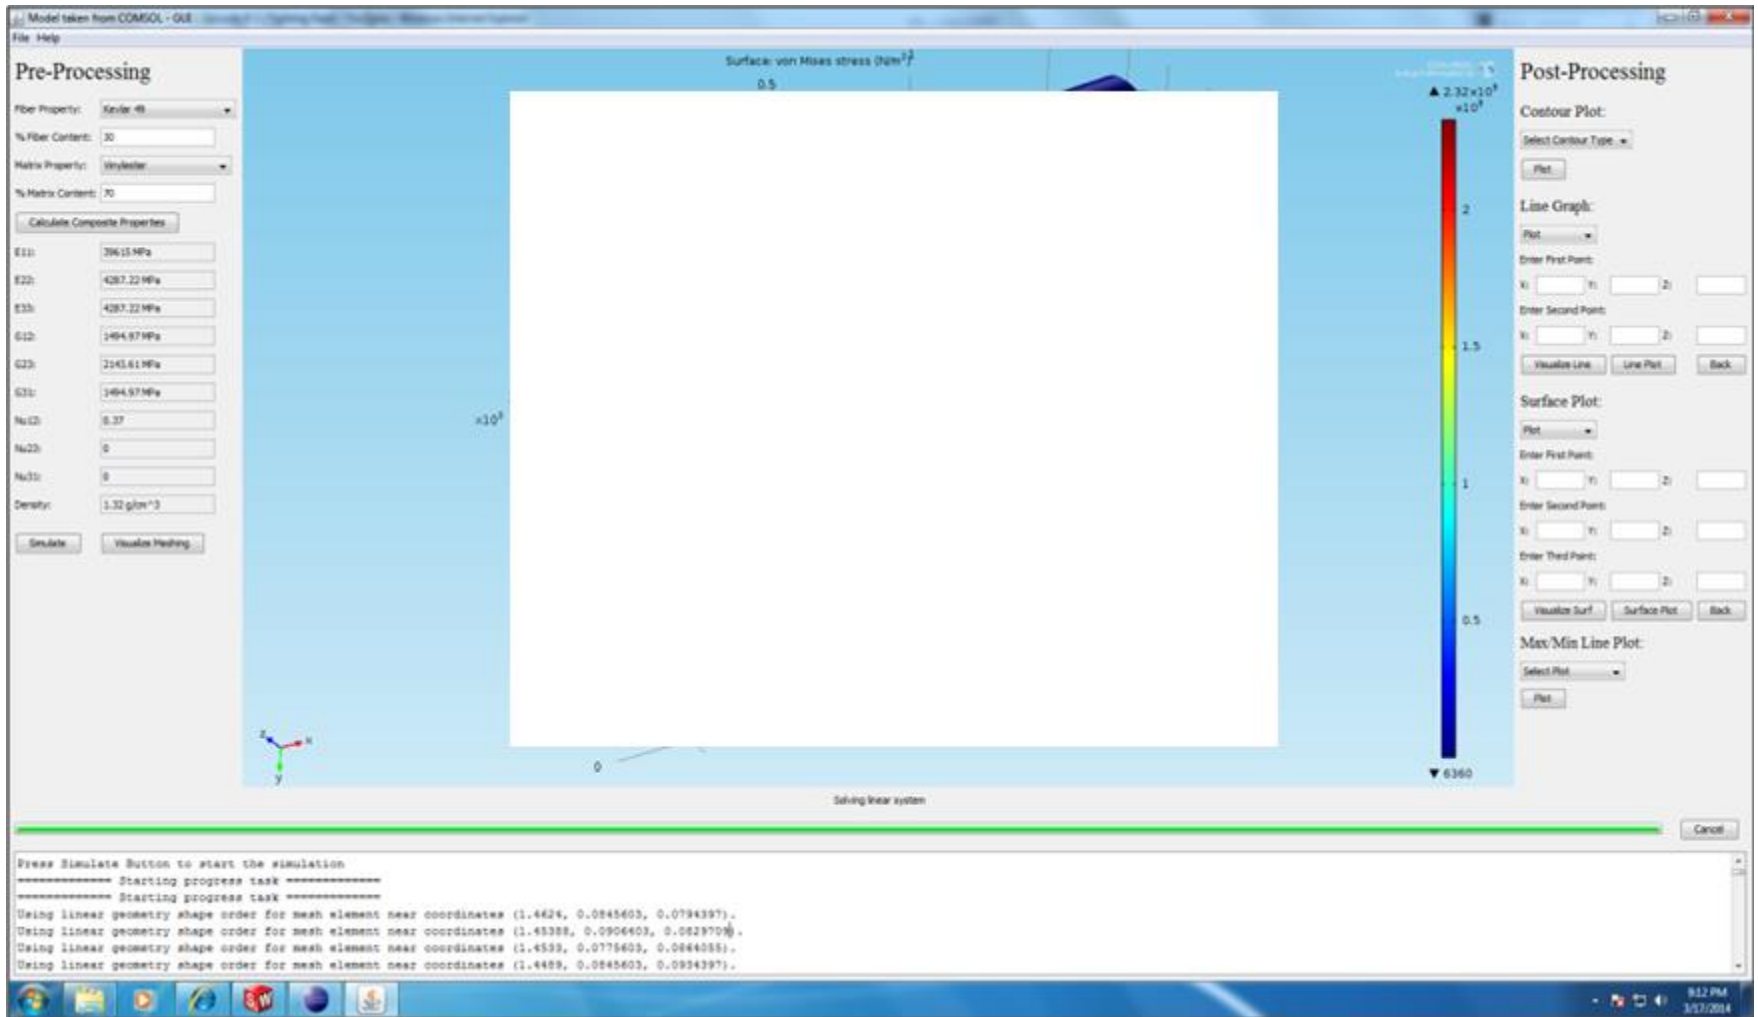 Model taken from COMSOL - GUI
File Help
Pre-Processing
Fiber Property: Kevlar 49
% Fiber Content: 30
Matrix Property: Vinylester
% Matrix Content: 70
Calculate Composite Properties
E11: 39615 MPa
E22: 4287.22 MPa
E33: 4287.22 MPa
G12: 1494.97 MPa
G23: 2145.61 MPa
G31: 1494.97 MPa
Nu12: 0.37
Nu23: 0
Nu31: 0
Density: 1.32 g/cm^3
Simulate Visualize Meshing
Surface: von Mises stress (N/m²)
0.5
×10⁵
0
z x
y
▲ 2.32×10⁵
×10⁵
2
1.5
1
0.5
▼ 6360
Post-Processing
Contour Plot:
Select Contour Type
Plot
Line Graph:
Plot
Enter First Point:
X: Y: Z:
Enter Second Point:
X: Y: Z:
Visualize Line Line Plot Back
Surface Plot:
Plot
Enter First Point:
X: Y: Z:
Enter Second Point:
X: Y: Z:
Enter Third Point:
X: Y: Z:
Visualize Surf Surface Plot Back
Max/Min Line Plot:
Select Plot
Plot
Solving linear system
Cancel
Press Simulate Button to start the simulation
============= Starting progress task =============
============= Starting progress task =============
Using linear geometry shape order for mesh element near coordinates (1.4624, 0.0845603, 0.0794397).
Using linear geometry shape order for mesh element near coordinates (1.45388, 0.0906403, 0.0829709).
Using linear geometry shape order for mesh element near coordinates (1.4533, 0.0775603, 0.0864055).
Using linear geometry shape order for mesh element near coordinates (1.4489, 0.0845603, 0.0934397).
9:12 PM
3/17/2014